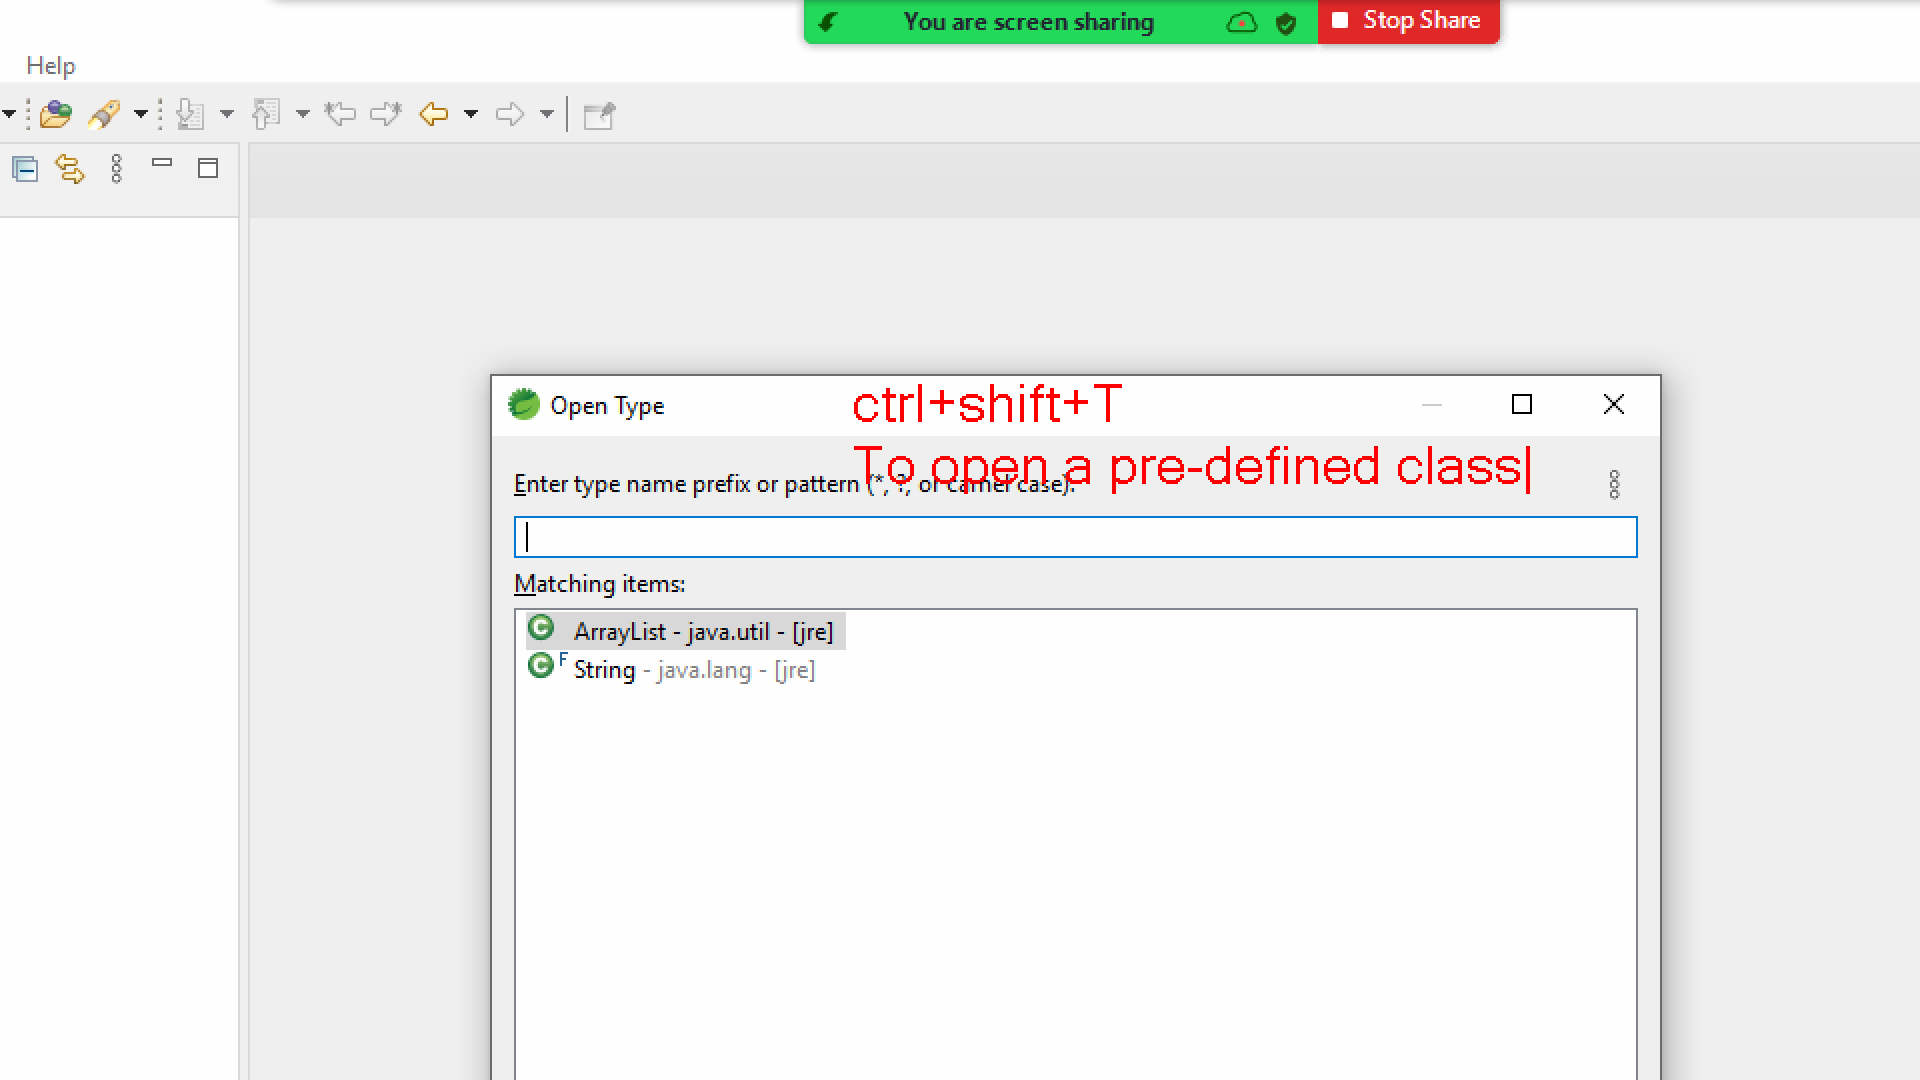 You are screen sharing
Stop Share
Help
Open Type
ctrl+shift+T
To open a pre-defined class
Enter type name prefix or pattern (*, ?, or camel case):
Matching items:
ArrayList - java.util - [jre]
String - java.lang - [jre]